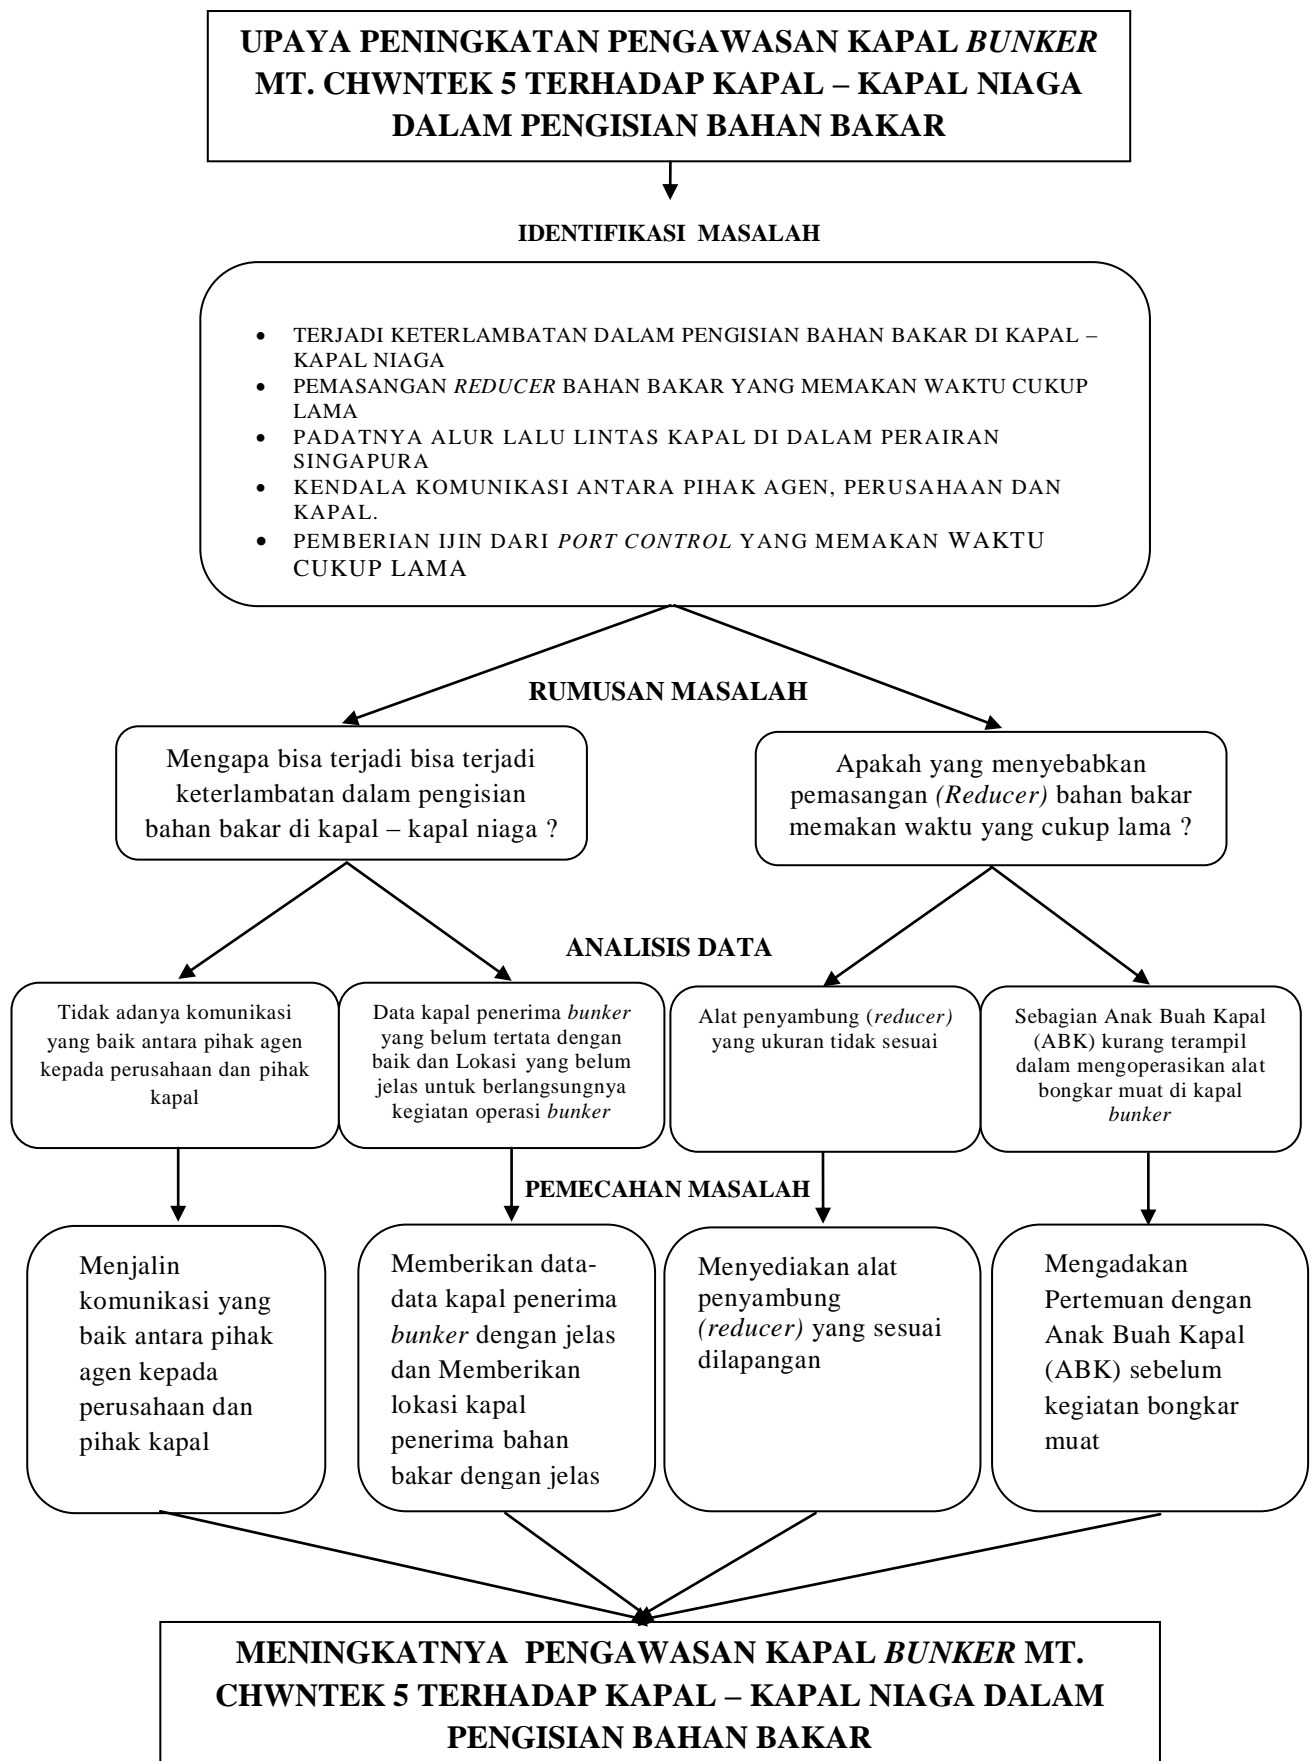 UPAYA PENINGKATAN PENGAWASAN KAPAL BUNKER
MT. CHWNTEK 5 TERHADAP KAPAL – KAPAL NIAGA
DALAM PENGISIAN BAHAN BAKAR
IDENTIFIKASI MASALAH
• TERJADI KETERLAMBATAN DALAM PENGISIAN BAHAN BAKAR DI KAPAL –
KAPAL NIAGA
• PEMASANGAN REDUCER BAHAN BAKAR YANG MEMAKAN WAKTU CUKUP
LAMA
• PADATNYA ALUR LALU LINTAS KAPAL DI DALAM PERAIRAN
SINGAPURA
• KENDALA KOMUNIKASI ANTARA PIHAK AGEN, PERUSAHAAN DAN
KAPAL.
• PEMBERIAN IJIN DARI PORT CONTROL YANG MEMAKAN WAKTU
CUKUP LAMA
RUMUSAN MASALAH
Mengapa bisa terjadi bisa terjadi
keterlambatan dalam pengisian
bahan bakar di kapal – kapal niaga ?
Apakah yang menyebabkan
pemasangan (Reducer) bahan bakar
memakan waktu yang cukup lama ?
ANALISIS DATA
Tidak adanya komunikasi
yang baik antara pihak agen
kepada perusahaan dan pihak
kapal
Data kapal penerima bunker
yang belum tertata dengan
baik dan Lokasi yang belum
jelas untuk berlangsungnya
kegiatan operasi bunker
Alat penyambung (reducer)
yang ukuran tidak sesuai
Sebagian Anak Buah Kapal
(ABK) kurang terampil
dalam mengoperasikan alat
bongkar muat di kapal
bunker
PEMECAHAN MASALAH
Menjalin
komunikasi yang
baik antara pihak
agen kepada
perusahaan dan
pihak kapal
Memberikan data-
data kapal penerima
bunker dengan jelas
dan Memberikan
lokasi kapal
penerima bahan
bakar dengan jelas
Menyediakan alat
penyambung
(reducer) yang sesuai
dilapangan
Mengadakan
Pertemuan dengan
Anak Buah Kapal
(ABK) sebelum
kegiatan bongkar
muat
MENINGKATNYA PENGAWASAN KAPAL BUNKER MT.
CHWNTEK 5 TERHADAP KAPAL – KAPAL NIAGA DALAM
PENGISIAN BAHAN BAKAR